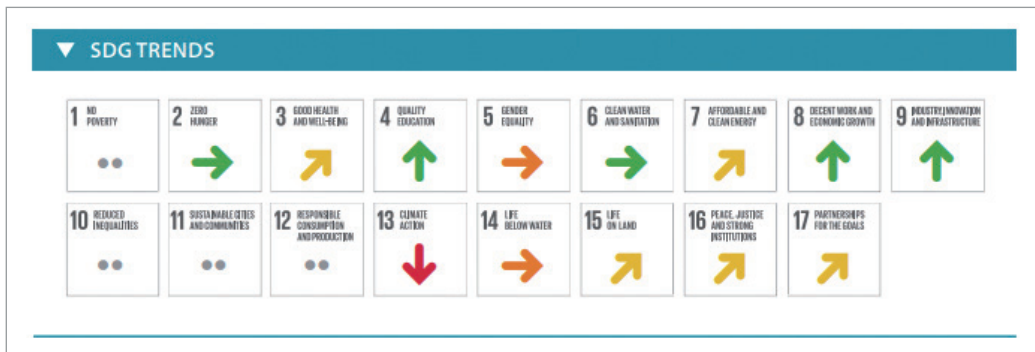 ▼ SDG TRENDS
1 NO
POVERTY
2 ZERO
HUNGER
3 GOOD HEALTH
AND WELL-BEING
4 QUALITY
EDUCATION
5 GENDER
EQUALITY
6 CLEAN WATER
AND SANITATION
7 AFFORDABLE AND
CLEAN ENERGY
8 DECENT WORK AND
ECONOMIC GROWTH
9 INDUSTRY, INNOVATION
AND INFRASTRUCTURE
10 REDUCED
INEQUALITIES
11 SUSTAINABLE CITIES
AND COMMUNITIES
12 RESPONSIBLE
CONSUMPTION
AND PRODUCTION
13 CLIMATE
ACTION
14 LIFE
BELOW WATER
15 LIFE
ON LAND
16 PEACE, JUSTICE
AND STRONG
INSTITUTIONS
17 PARTNERSHIPS
FOR THE GOALS